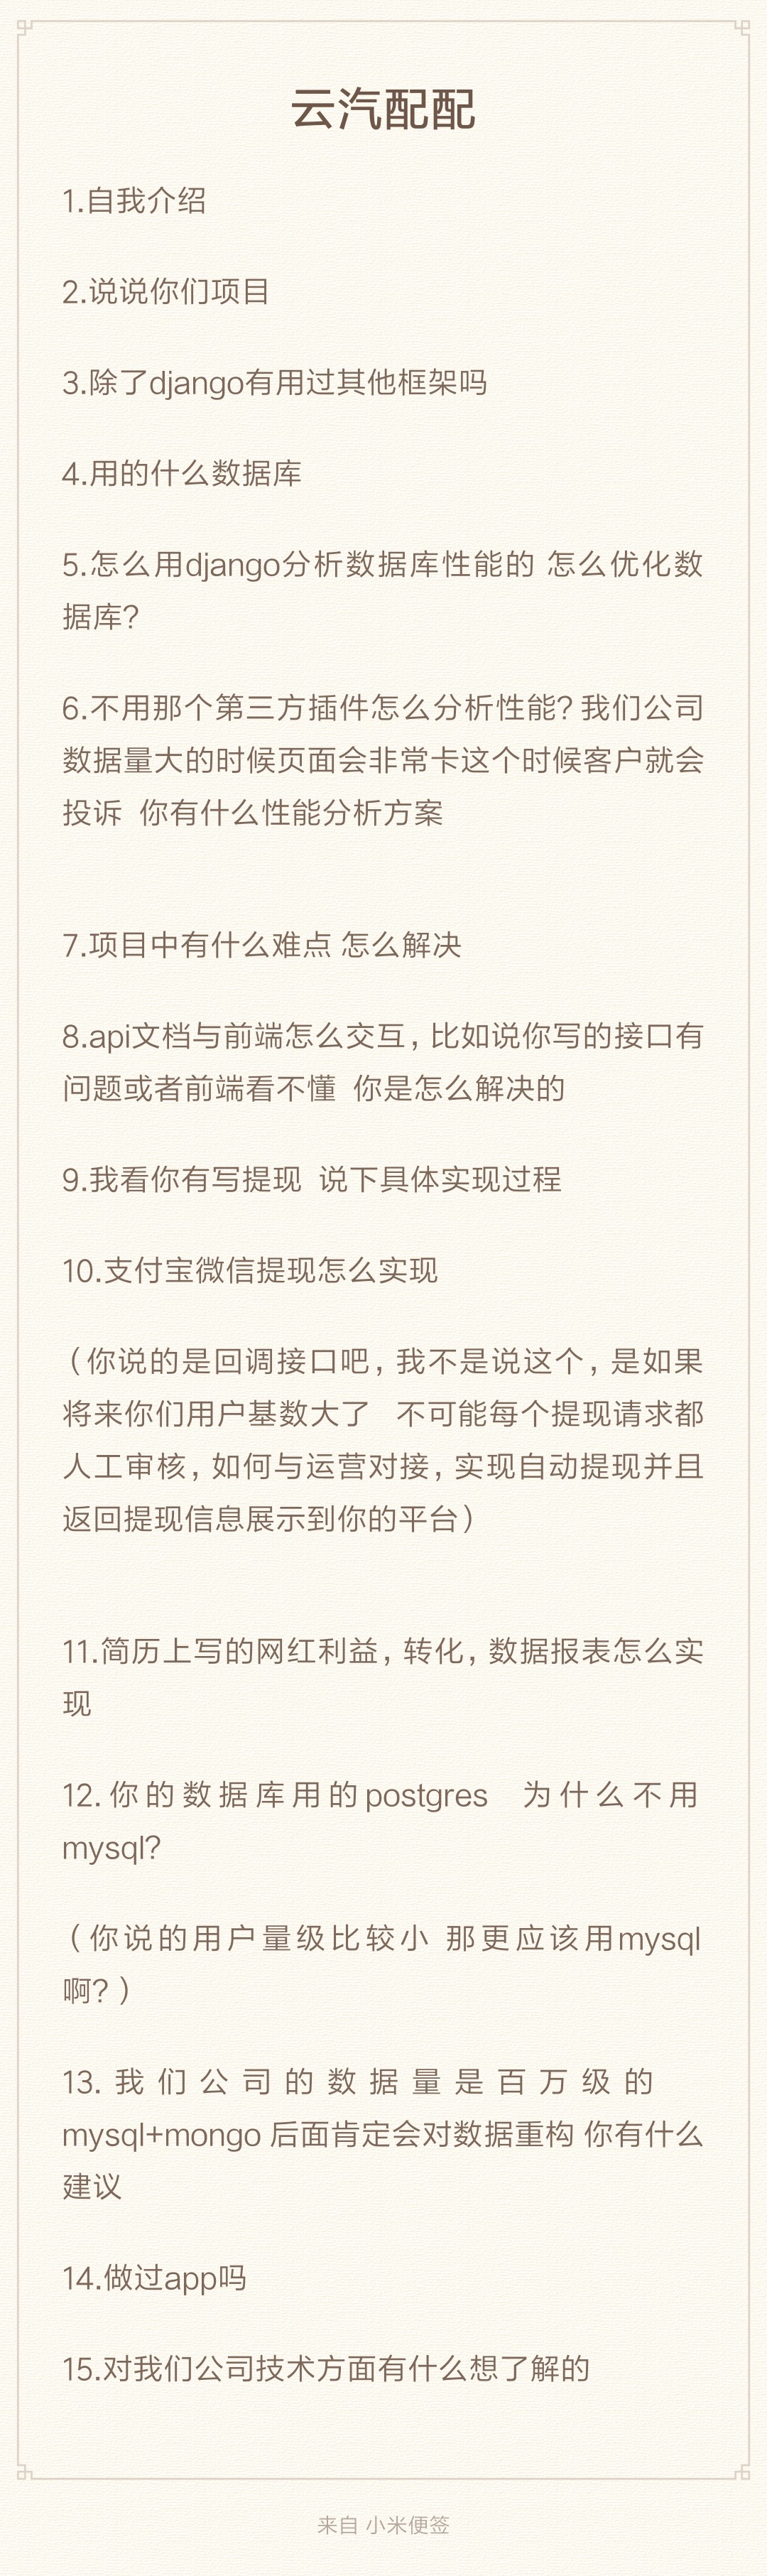 云汽配配
1.自我介绍
2.说说你们项目
3.除了django有用过其他框架吗
4.用的什么数据库
5.怎么用django分析数据库性能的 怎么优化数
据库?
6.不用那个第三方插件怎么分析性能? 我们公司
数据量大的时候页面会非常卡这个时候客户就会
投诉  你有什么性能分析方案
7.项目中有什么难点 怎么解决
8.api文档与前端怎么交互, 比如说你写的接口有
问题或者前端看不懂  你是怎么解决的
9.我看你有写提现  说下具体实现过程
10.支付宝微信提现怎么实现
(你说的是回调接口吧, 我不是说这个, 是如果
将来你们用户基数大了   不可能每个提现请求都
人工审核, 如何与运营对接, 实现自动提现并且
返回提现信息展示到你的平台)
11.简历上写的网红利益, 转化, 数据报表怎么实
现
12.你的数据库用的postgres   为什么不用
mysql?
(你说的用户量级比较小 那更应该用mysql
啊? )
13.我们公司的数据量是百万级的
mysql+mongo 后面肯定会对数据重构 你有什么
建议
14.做过app吗
15.对我们公司技术方面有什么想了解的
来自 小米便签